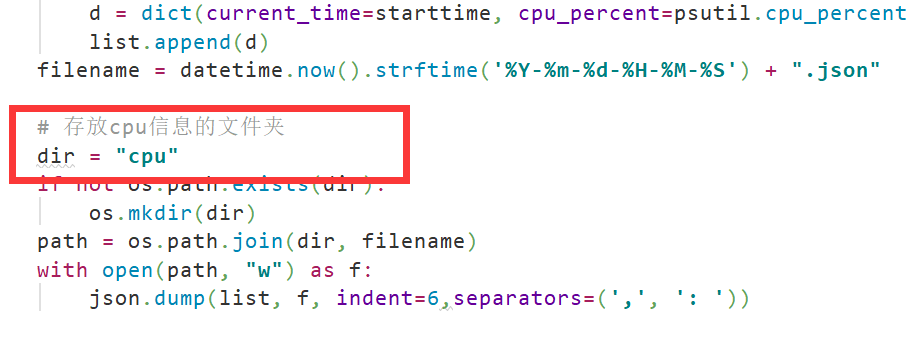 d = dict(current_time=starttime, cpu_percent=psutil.cpu_percent
list.append(d)
filename = datetime.now().strftime('%Y-%m-%d-%H-%M-%S') + ".json"
# 存放cpu信息的文件夹
dir = "cpu"
if not os.path.exists(dir):
os.mkdir(dir)
path = os.path.join(dir, filename)
with open(path, "w") as f:
json.dump(list, f, indent=6,separators=(',', ': '))